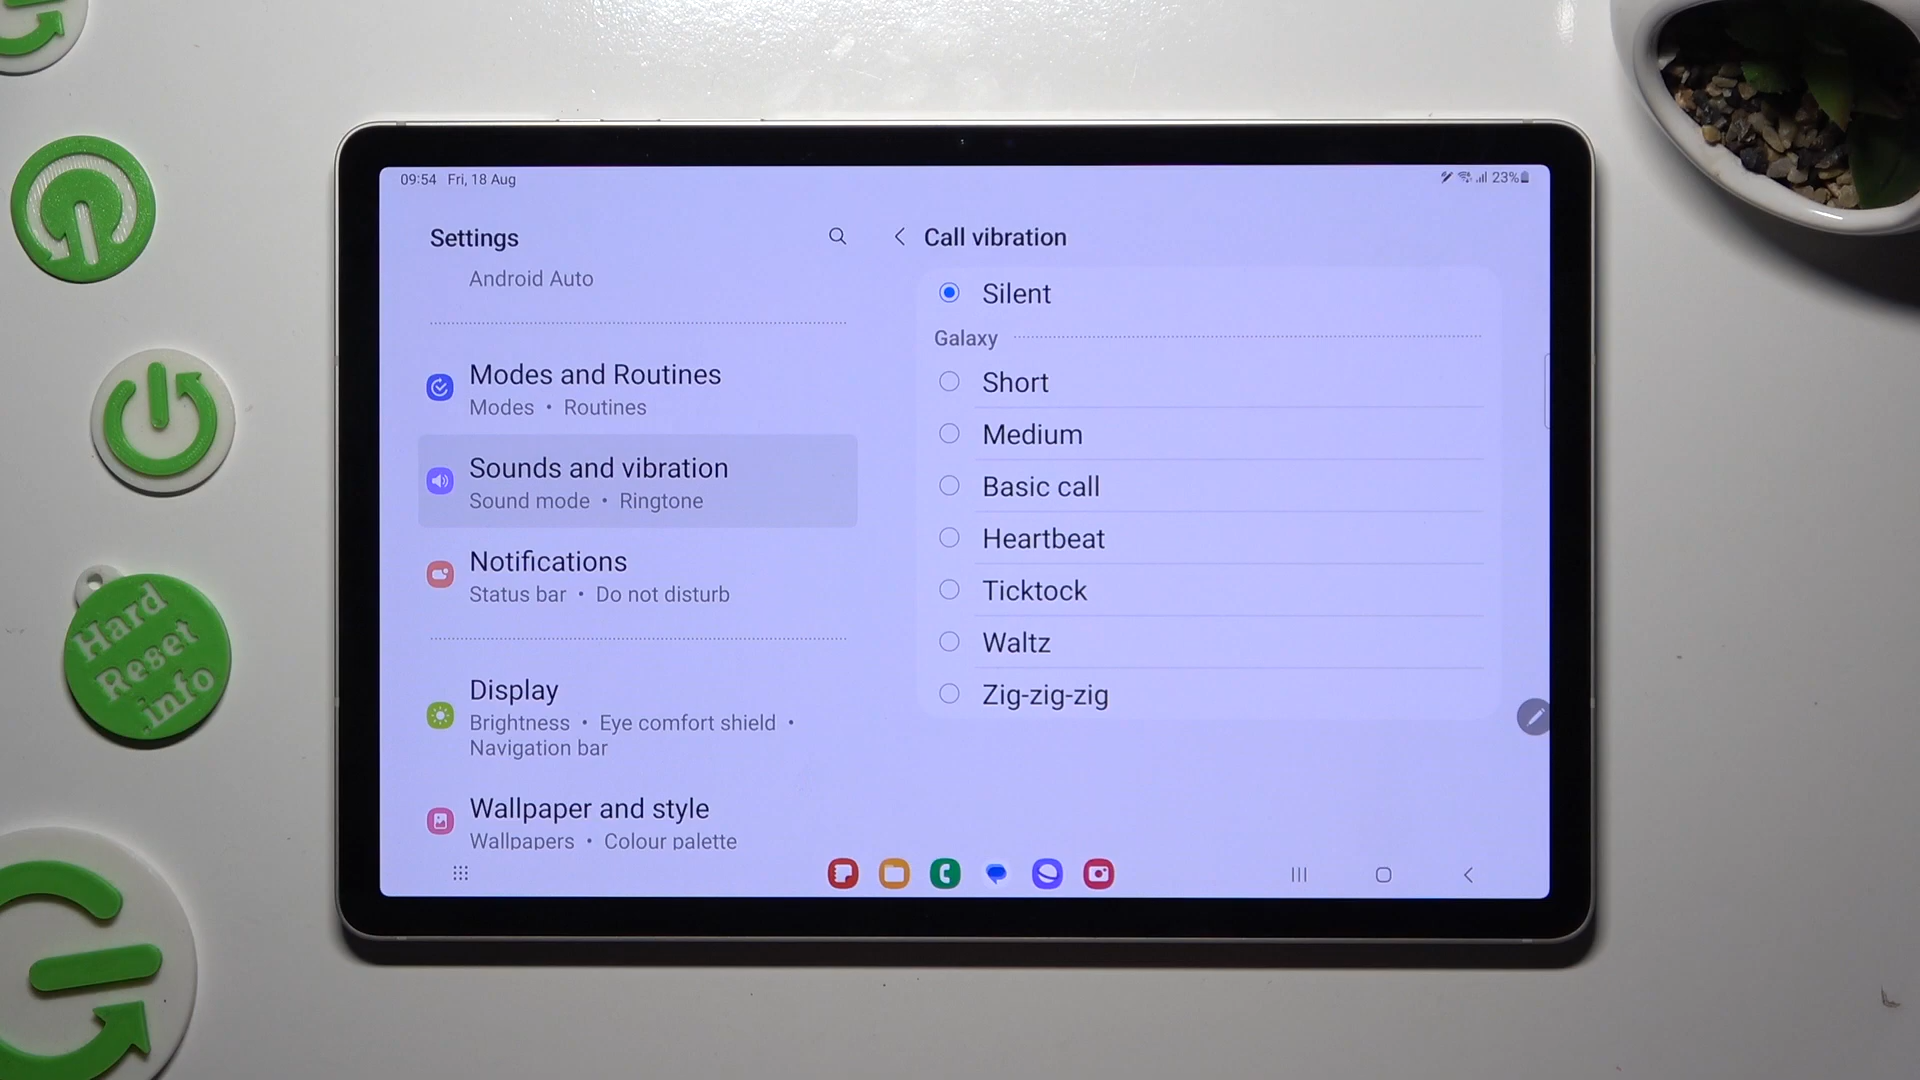 09:54 Fri, 18 Aug
23%
Settings
Android Auto
Modes and Routines
Modes • Routines
Sounds and vibration
Sound mode • Ringtone
Notifications
Status bar • Do not disturb
Display
Brightness • Eye comfort shield •
Navigation bar
Wallpaper and style
Wallpapers • Colour palette
Call vibration
Silent
Galaxy
Short
Medium
Basic call
Heartbeat
Ticktock
Waltz
Zig-zig-zig
Hard
Reset
.info